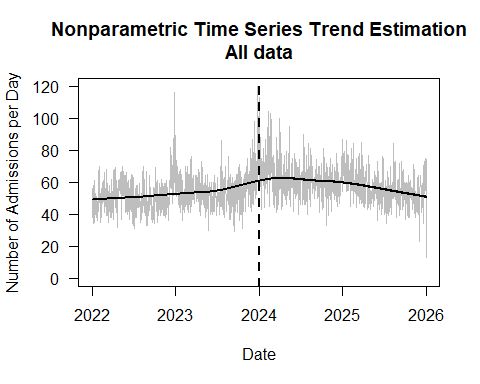 Nonparametric Time Series Trend Estimation
All data
Number of Admissions per Day
120
100
80
60
40
20
0
2022 2023 2024 2025 2026
Date